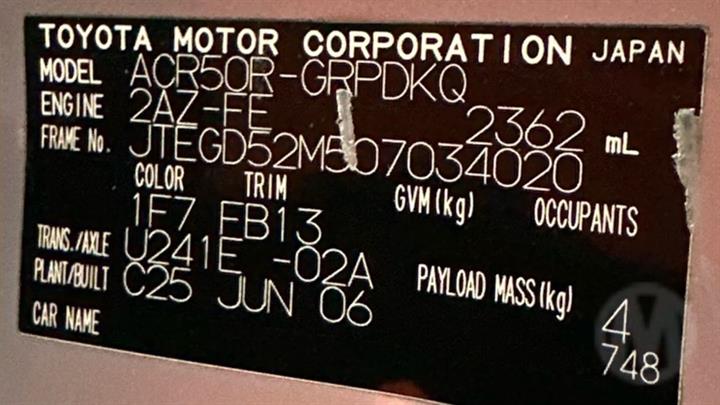 TOYOTA MOTOR CORPORATION JAPAN
MODEL ACR50R-GRPDKQ
ENGINE 2AZ-FE 2362 mL
FRAME No. JTEGD52M507034020
COLOR TRIM GVM(kg) OCCUPANTS
1F7 FB13
TRANS./AXLE U241E -02A PAYLOAD MASS(kg)
PLANT/BUILT C25 JUN 06 4
CAR NAME 748